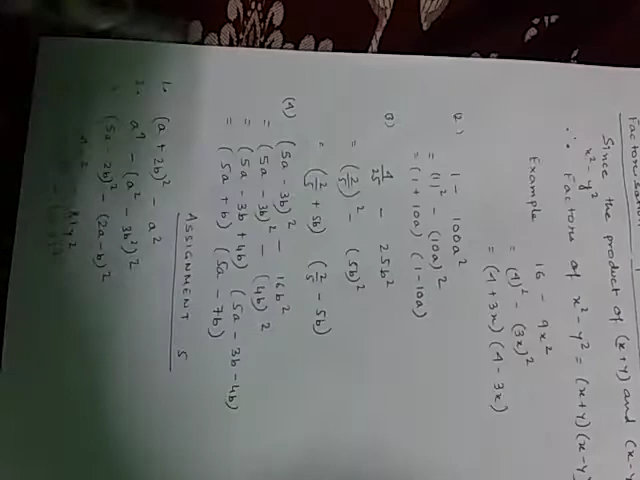 Since the product of (x+y) and (x-y
x² - y²
∴ Factors of x² - y² = (x+y) (x-y)
Example 16 - 9x²
= (4)² - (3x)²
= (4+3x) (4-3x)
2.) 1 - 100a²
= (1)² - (10a)²
= (1+10a) (1-10a)
3) 4/25 - 25b²
= (2/5)² - (5b)²
= (2/5 + 5b) (2/5 - 5b)
(4) (5a - 3b)² - 16b²
= (5a - 3b)² - (4b)²
= (5a - 3b + 4b) (5a - 3b - 4b)
= (5a + b) (5a - 7b)
ASSIGNMENT 5
1. (a + 2b)² - a²
2. a⁴ - (a² - 3b²)²
(5a - 2b)² - (2a - b)²